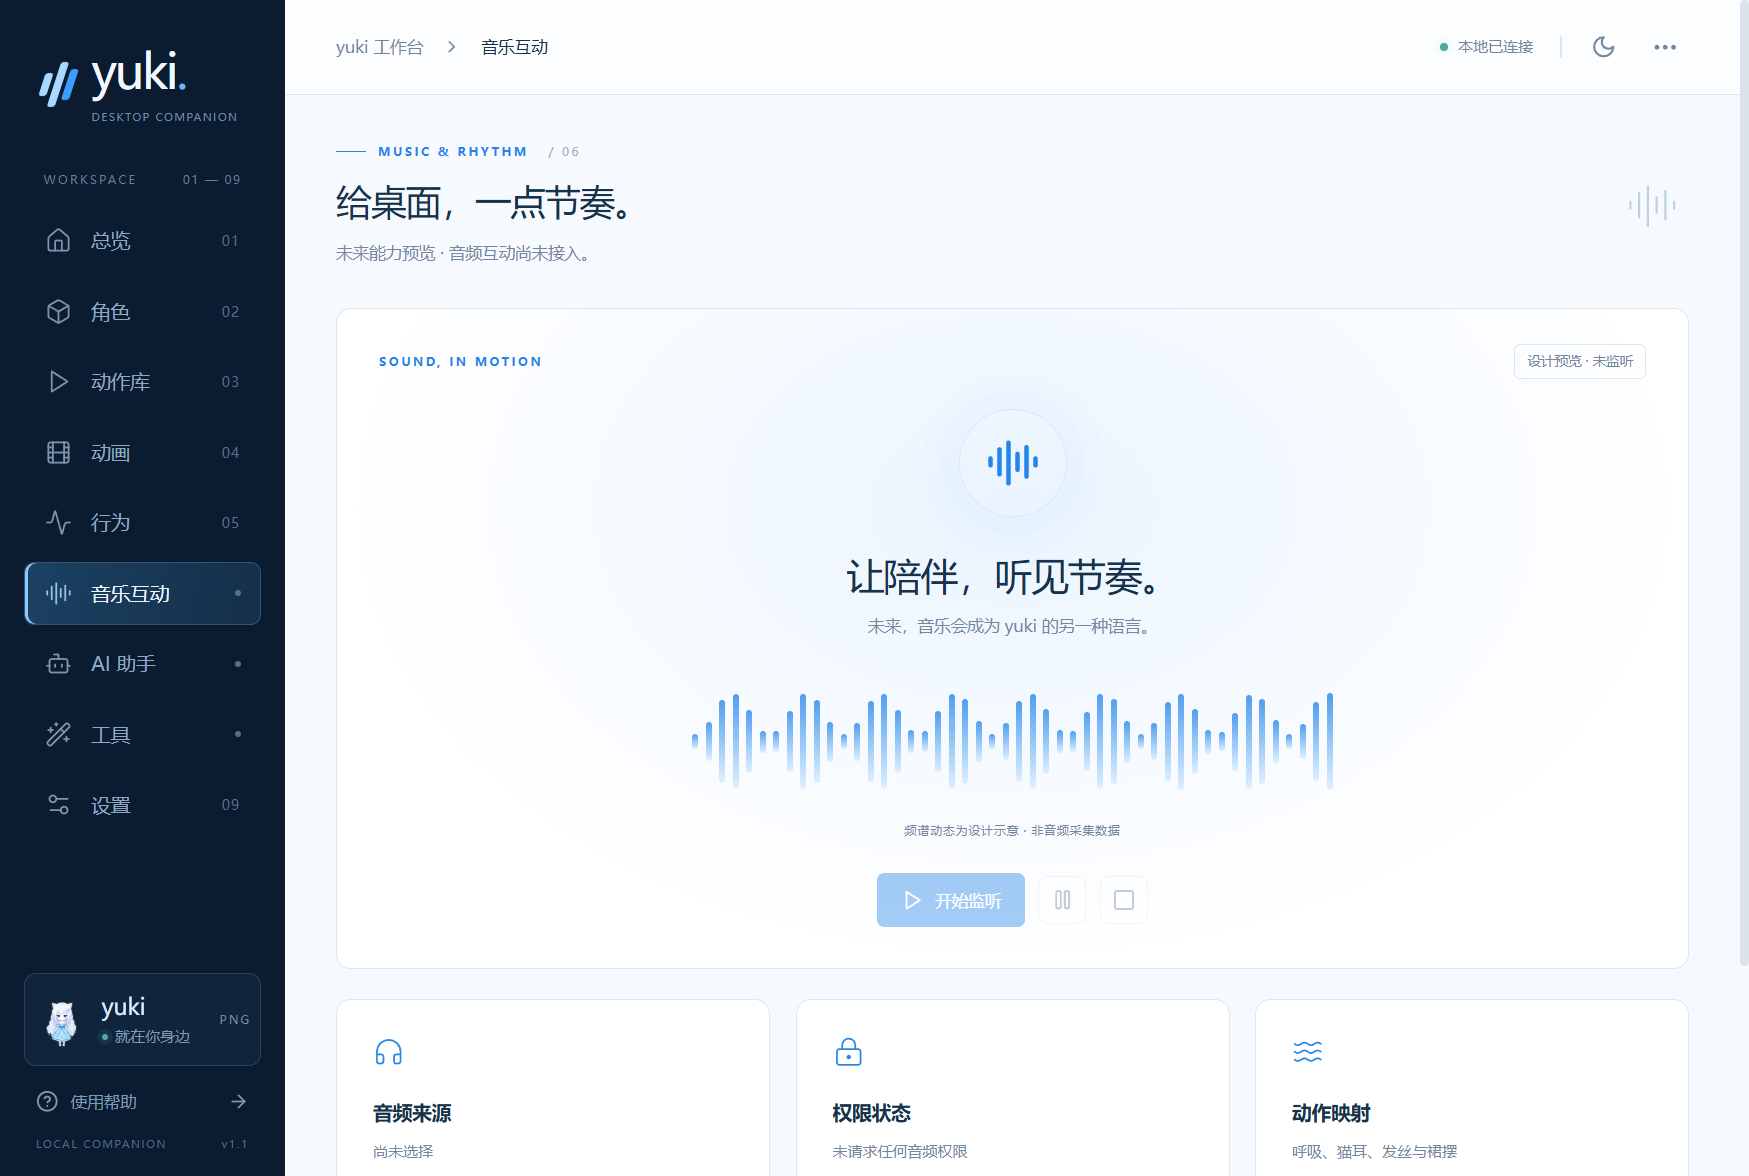 yuki.
DESKTOP COMPANION
WORKSPACE 01 — 09
总览 01
角色 02
动作库 03
动画 04
行为 05
音乐互动
AI 助手
工具
设置 09
yuki
就在你身边
PNG
使用帮助
LOCAL COMPANION v1.1
yuki 工作台 > 音乐互动
本地已连接
MUSIC & RHYTHM / 06
给桌面，一点节奏。
未来能力预览 · 音频互动尚未接入。
SOUND, IN MOTION
设计预览 · 未监听
让陪伴，听见节奏。
未来，音乐会成为 yuki 的另一种语言。
频谱动态为设计示意 · 非音频采集数据
开始监听
音频来源
尚未选择
权限状态
未请求任何音频权限
动作映射
呼吸、猫耳、发丝与裙摆